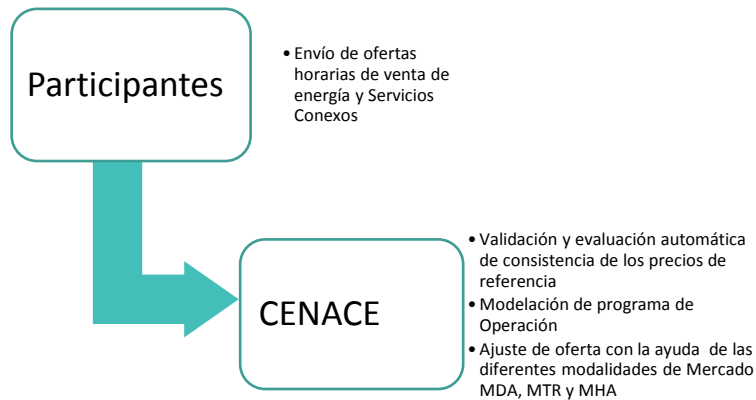 Participantes
• Envío de ofertas
horarias de venta de
energía y Servicios
Conexos
CENACE
• Validación y evaluación automática
de consistencia de los precios de
referencia
• Modelación de programa de
Operación
• Ajuste de oferta con la ayuda de las
diferentes modalidades de Mercado
MDA, MTR y MHA